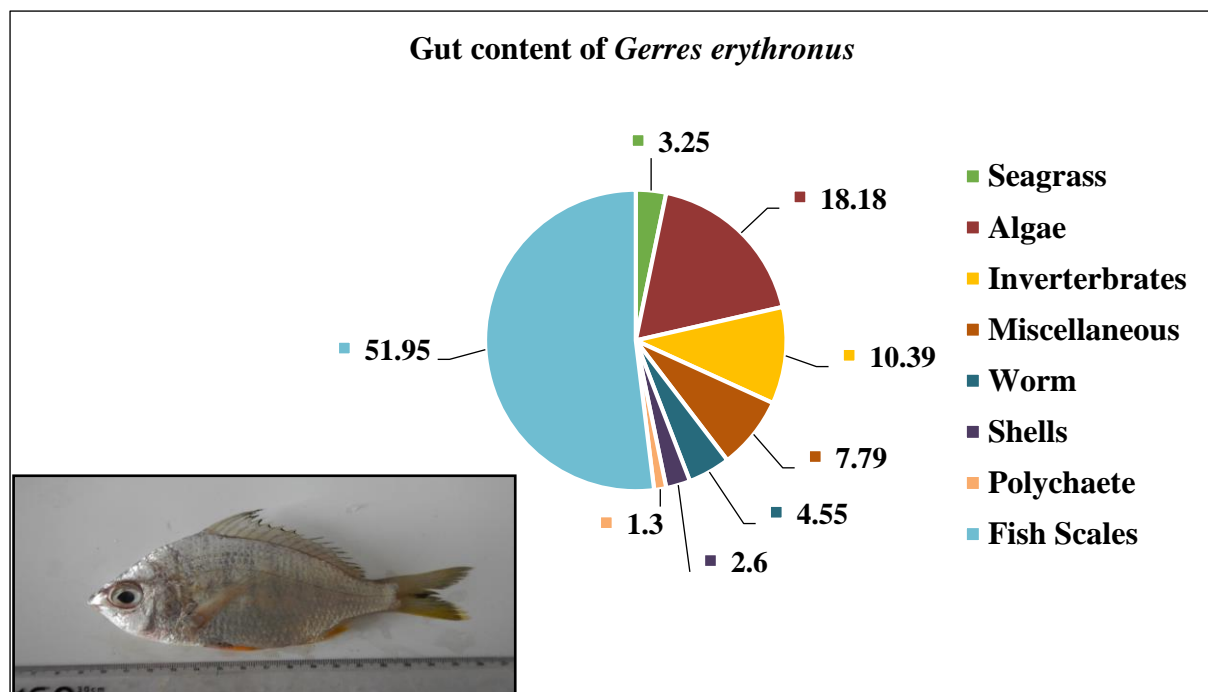 Gut content of Gerres erythronus
3.25
18.18
10.39
7.79
4.55
2.6
1.3
51.95
Seagrass
Algae
Inverterbrates
Miscellaneous
Worm
Shells
Polychaete
Fish Scales
30cm